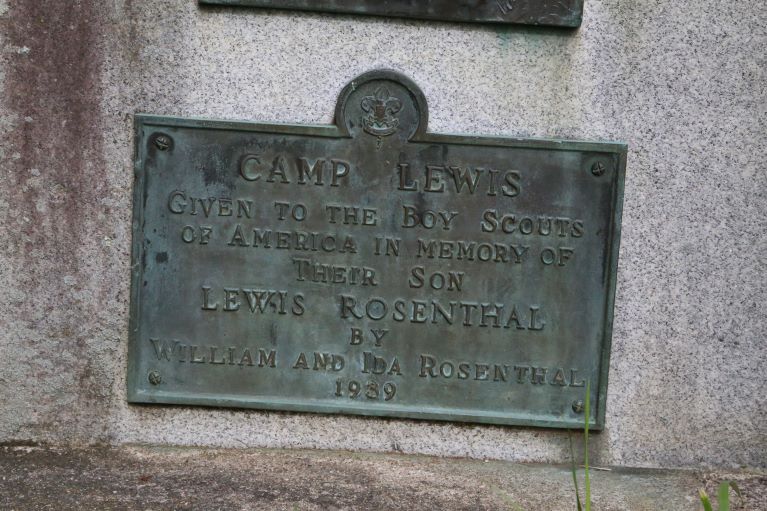 CAMP LEWIS
GIVEN TO THE BOY SCOUTS
OF AMERICA IN MEMORY OF
THEIR SON
LEWIS ROSENTHAL
BY
WILLIAM AND IDA ROSENTHAL
1939